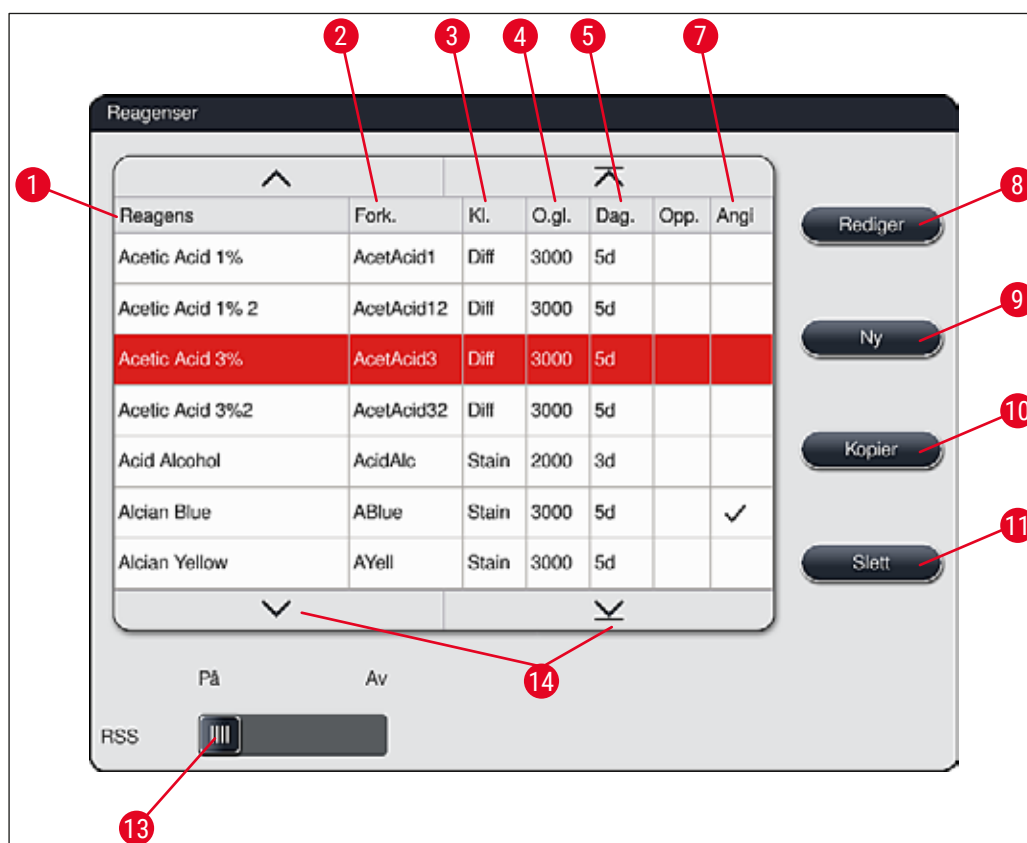 2 3 4 5 7
Reagenser
1
8
Reagens Fork. Kl. O.gl. Dag. Opp. Angi
Rediger
Acetic Acid 1% AcetAcid1 Diff 3000 5d
Acetic Acid 1% 2 AcetAcid12 Diff 3000 5d
9
Ny
Acetic Acid 3% AcetAcid3 Diff 3000 5d
Acetic Acid 3%2 AcetAcid32 Diff 3000 5d
10
Kopier
Acid Alcohol AcidAlc Stain 2000 3d
Alcian Blue ABlue Stain 3000 5d ✓
11
Alcian Yellow AYell Stain 3000 5d
Slett
14
På Av
RSS
13